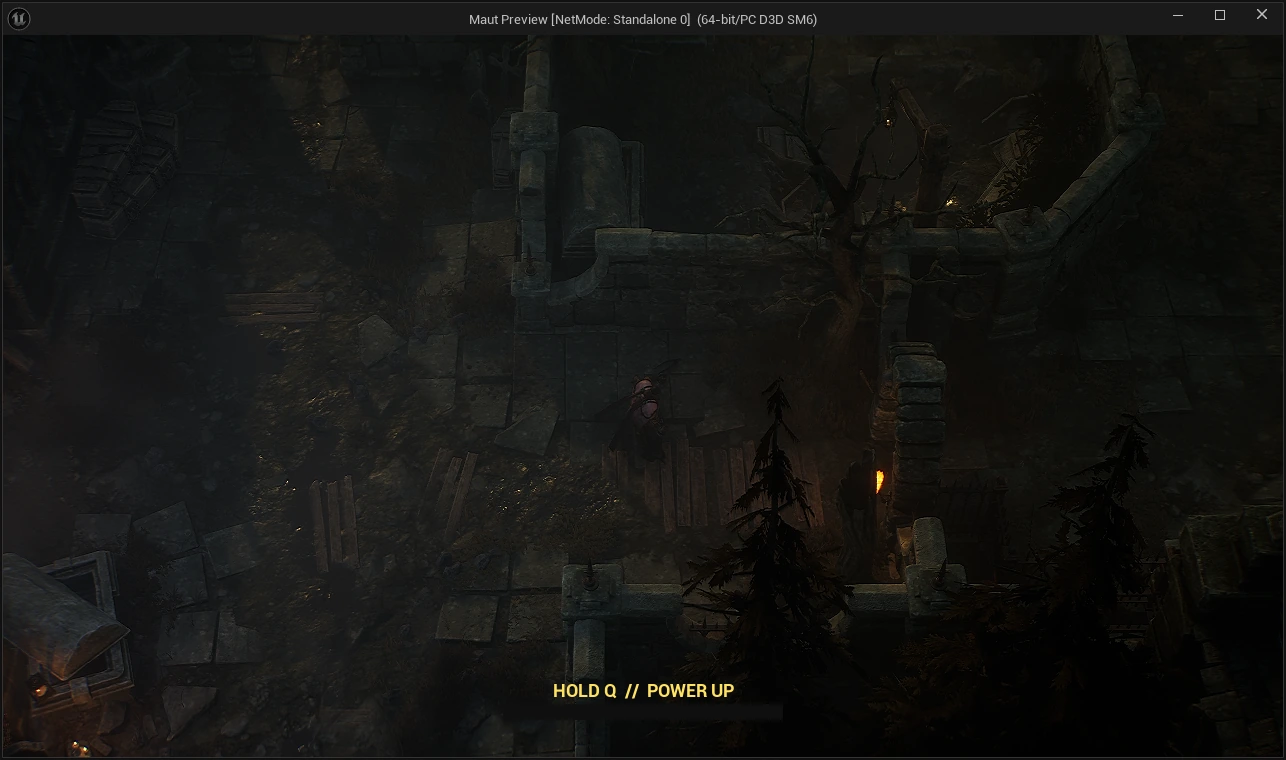 Maut Preview [NetMode: Standalone 0]  (64-bit/PC D3D SM6)
HOLD Q // POWER UP